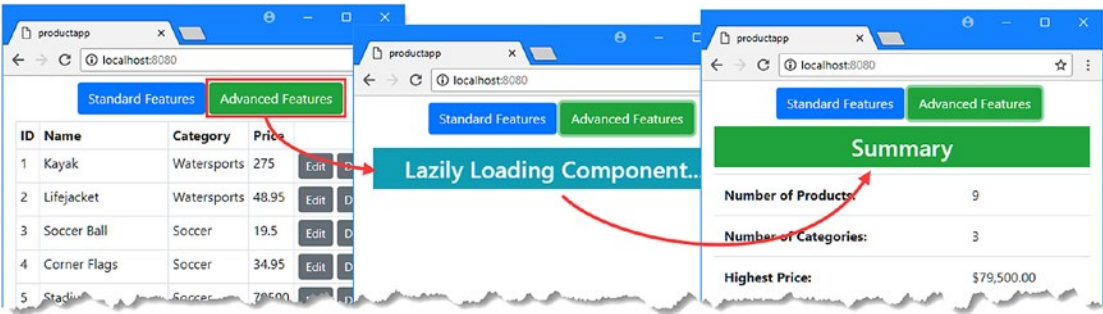 productapp
localhost:8080
Standard Features Advanced Features
ID Name Category Price
1 Kayak Watersports 275 Edit D
2 Lifejacket Watersports 48.95 Edit D
3 Soccer Ball Soccer 19.5 Edit D
4 Corner Flags Soccer 34.95 Edit D
5 Soccer
productapp
localhost:8080
Standard Features Advanced Features
Lazily Loading Component...
productapp
localhost:8080
Standard Features Advanced Features
Summary
Number of Products: 9
Number of Categories: 3
Highest Price: $79,500.00